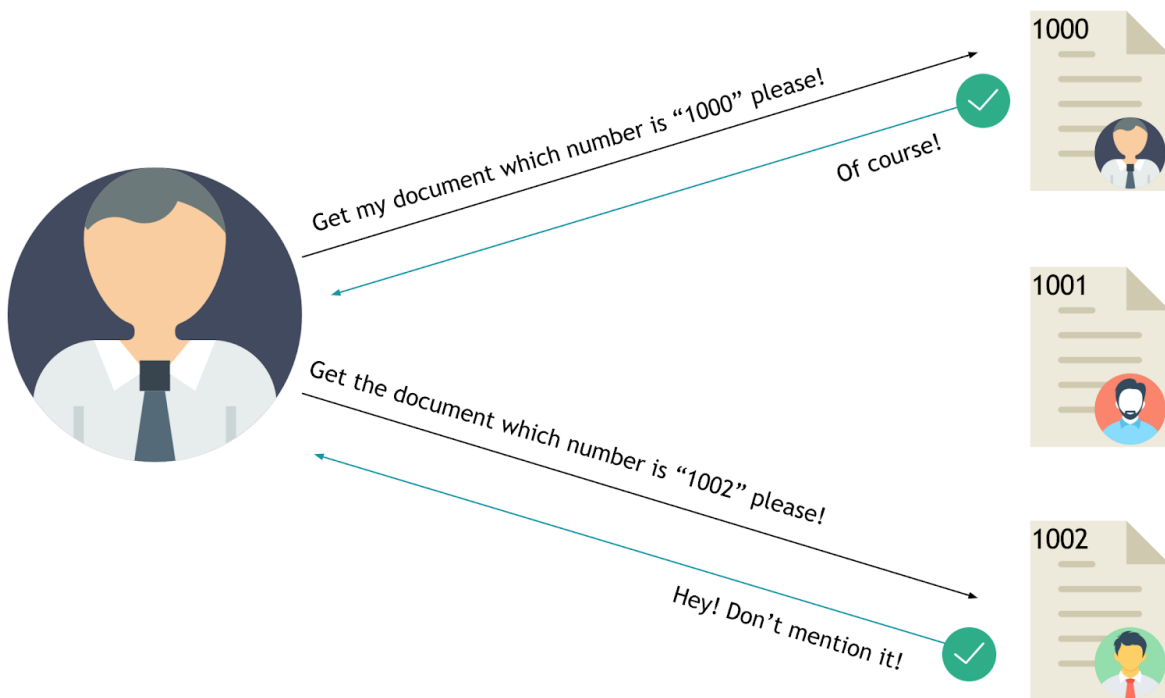 1000
Get my document which number is “1000” please!
Of course!
1001
Get the document which number is “1002” please!
1002
Hey! Don’t mention it!